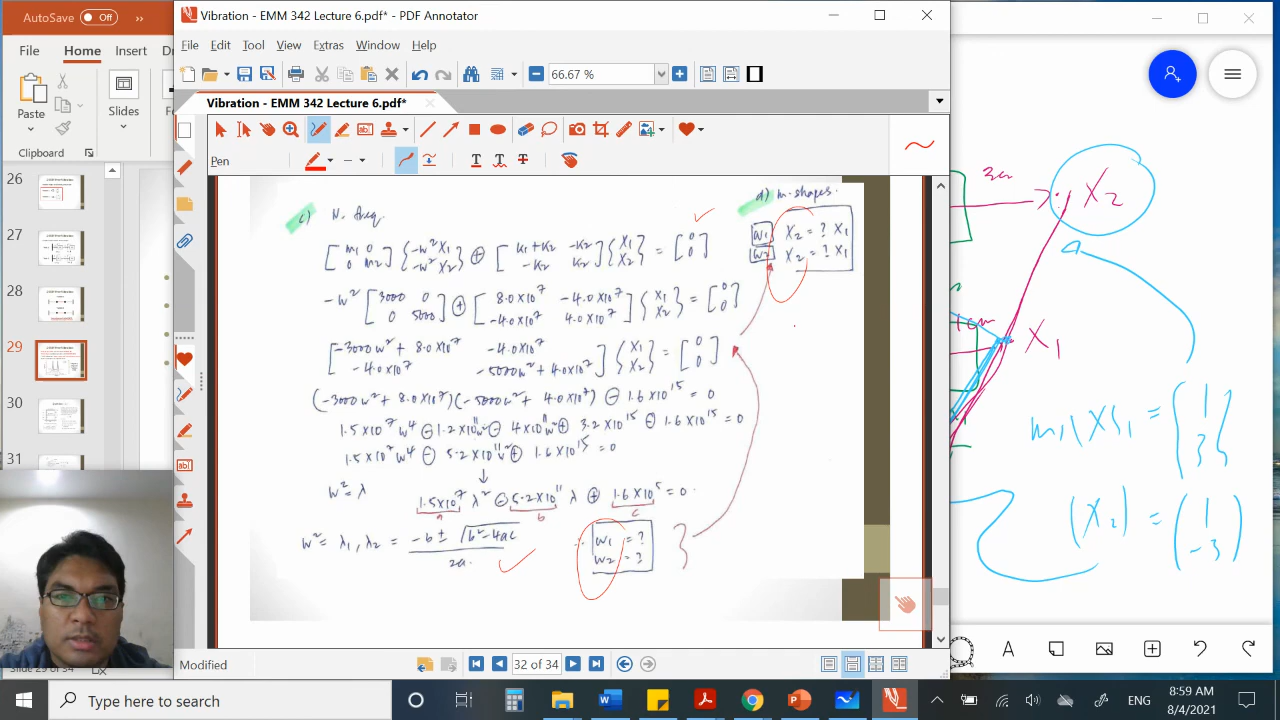 AutoSave Off
File Home Insert
Paste
Slides
Clipboard
26
27
28
29
30
31
Slide 29 of 34
Vibration - EMM 342 Lecture 6.pdf* - PDF Annotator
File Edit Tool View Extras Window Help
66.67 %
Vibration - EMM 342 Lecture 6.pdf*
Pen
c) N. freq
[m1 0 0 m2] {-w²X1 -w²X2} ⊕ [K1+K2 -K2 -K2 K2] {X1 X2} = [0 0]
-w² [3000 0 0 5000] ⊕ [8.0x10⁷ -4.0x10⁷ -4.0x10⁷ 4.0x10⁷] {X1 X2} = [0 0]
[-3000w² + 8.0x10⁷ -4.0x10⁷ -4.0x10⁷ -5000w² + 4.0x10⁷] {X1 X2} = [0 0]
(-3000w² + 8.0x10⁷)(-5000w² + 4.0x10⁷) ⊖ 1.6x10¹⁵ = 0
1.5x10⁷w⁴ ⊖ 1.2x10¹¹w² ⊖ 4x10¹¹w² ⊕ 3.2x10¹⁵ ⊖ 1.6x10¹⁵ = 0
1.5x10⁷w⁴ ⊖ 5.2x10¹¹w² ⊕ 1.6x10¹⁵ = 0
w² = λ
1.5x10⁷ λ² ⊖ 5.2x10¹¹ λ ⊕ 1.6x10⁵ = 0
a b c
w² = λ1, λ2 = -b ± √b²-4ac
2a
w1 = ?
w2 = ?
d) m. shapes.
w1 X2 = ? X1
w2 X2 = ? X1
Modified
32 of 34
X2
X1
m1 (X)1 = {1 3}
(X2) = (1 -3)
A
Type here to search
ENG
8:59 AM
8/4/2021